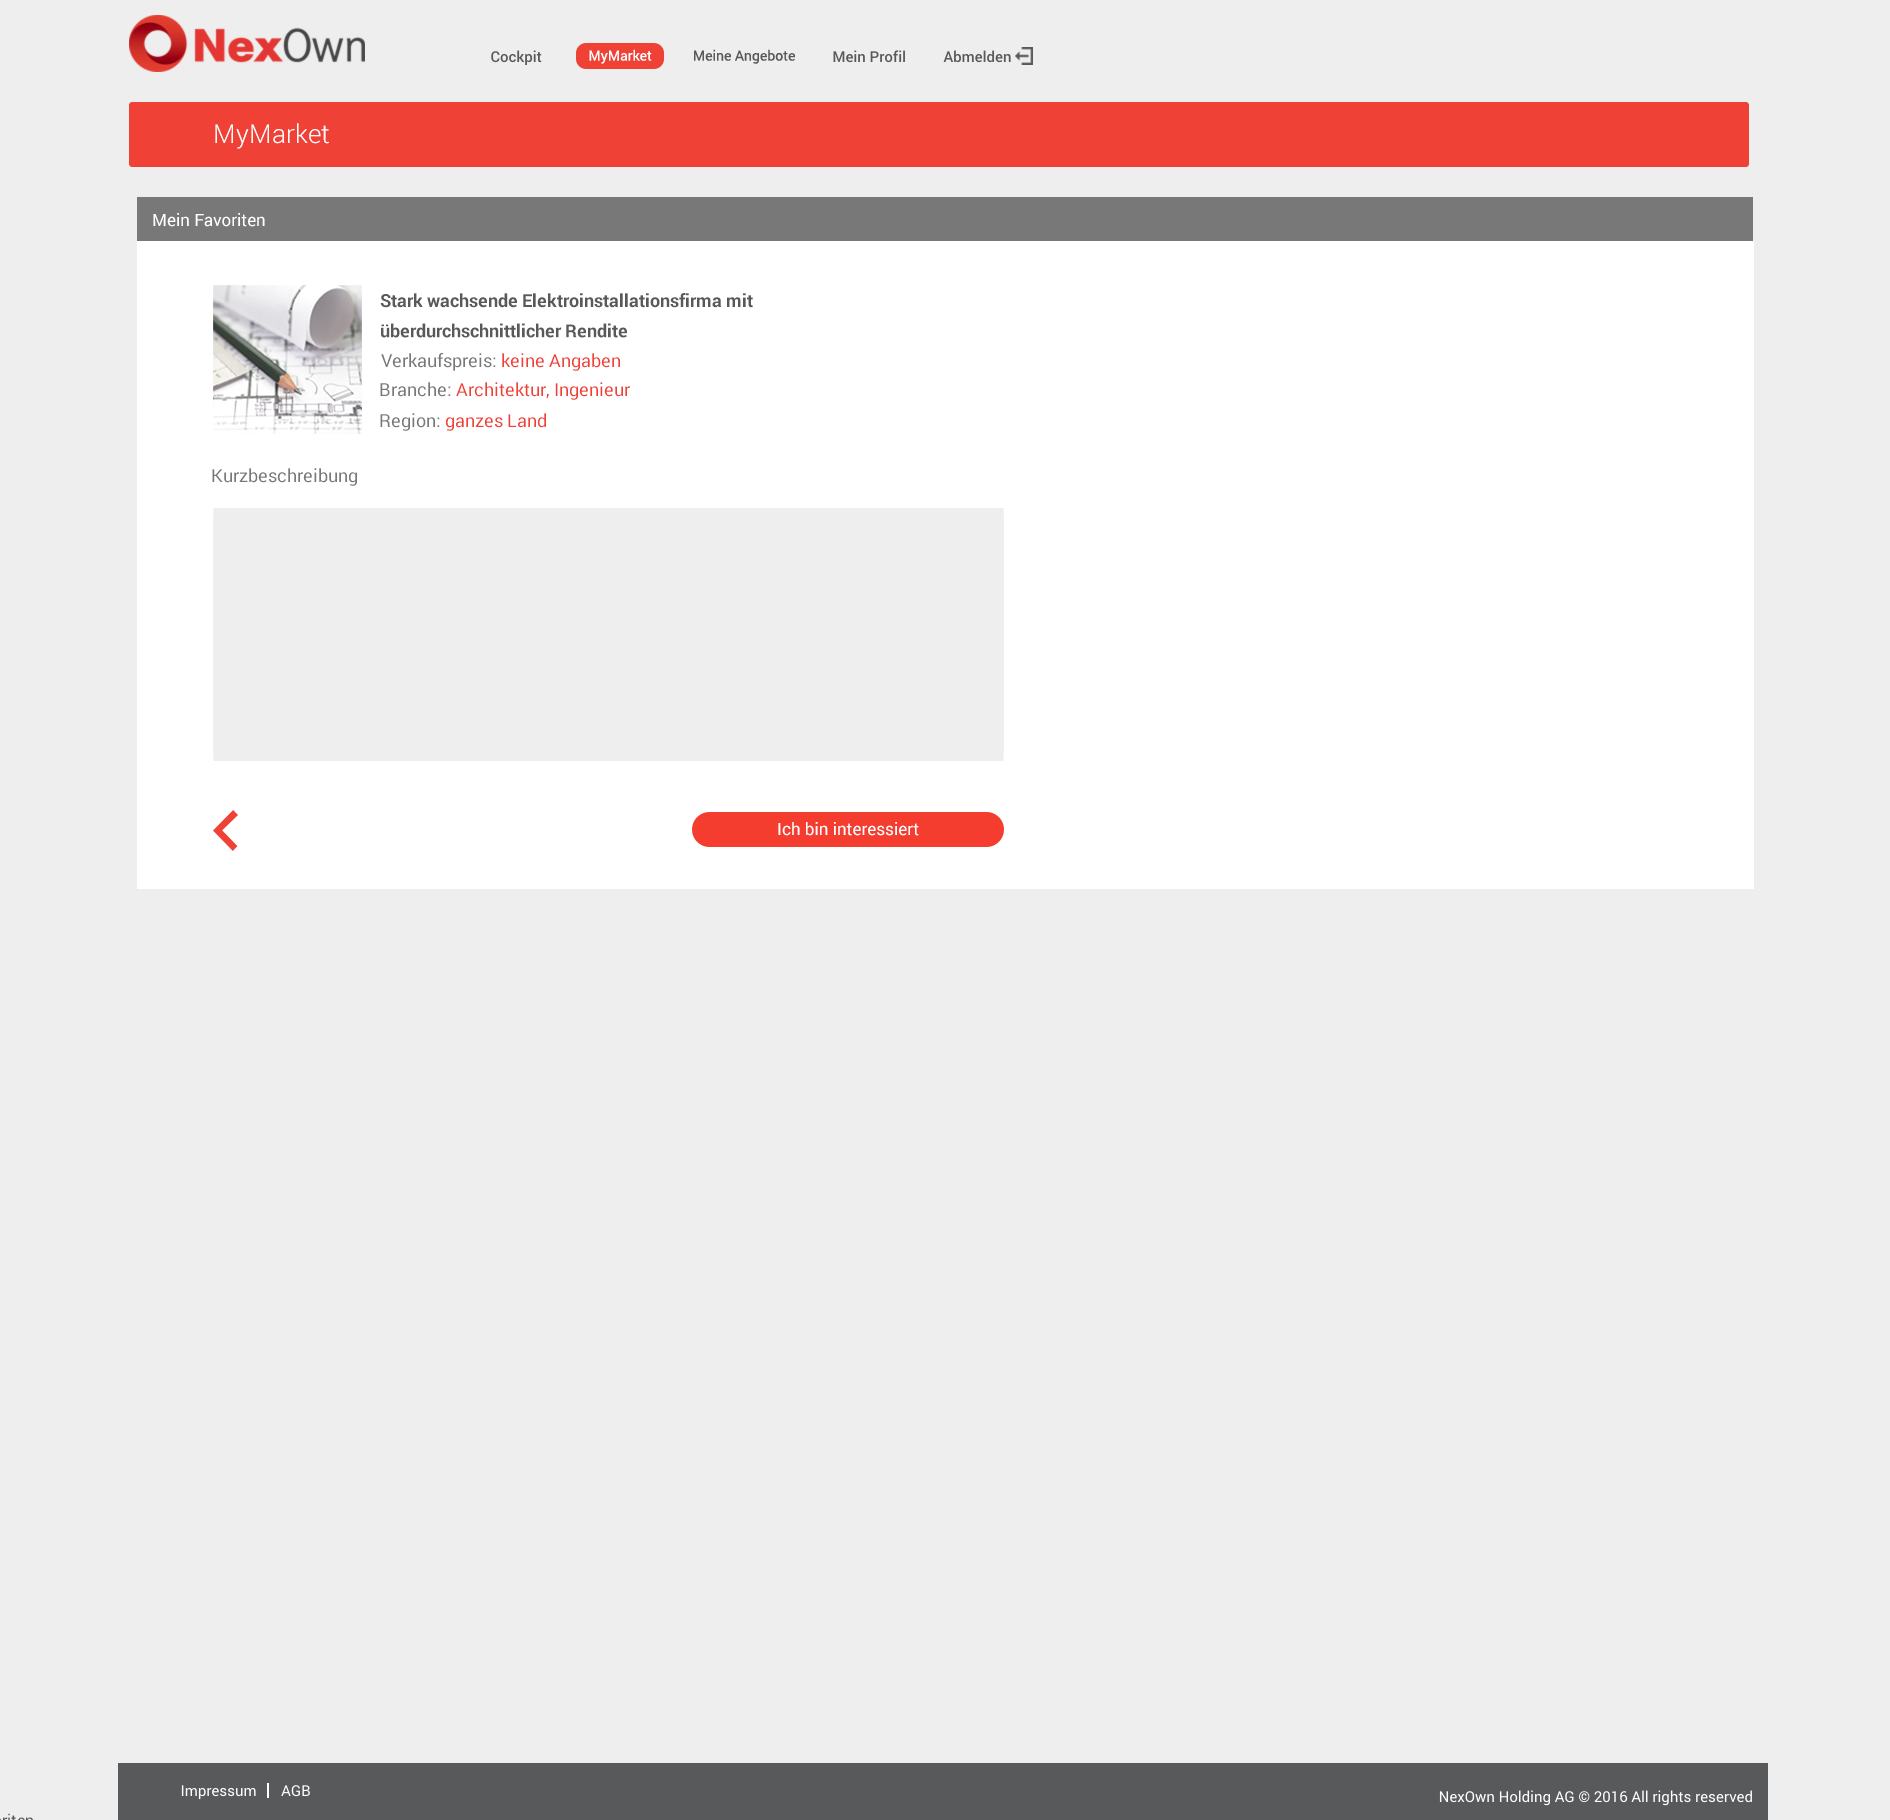 NexOwn
Cockpit MyMarket Meine Angebote Mein Profil Abmelden
MyMarket
Mein Favoriten
Stark wachsende Elektroinstallationsfirma mit
überdurchschnittlicher Rendite
Verkaufspreis: keine Angaben
Branche: Architektur, Ingenieur
Region: ganzes Land
Kurzbeschreibung
Ich bin interessiert
Impressum | AGB
NexOwn Holding AG © 2016 All rights reserved